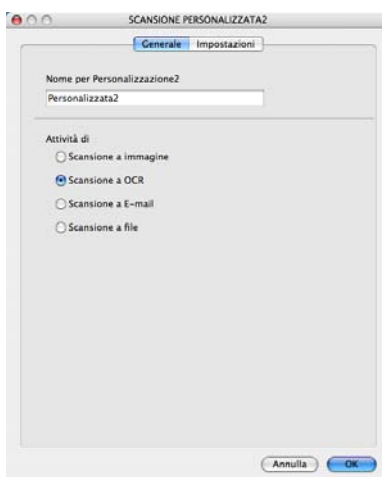 SCANSIONE PERSONALIZZATA2
Generale Impostazioni
Nome per Personalizzazione2
Personalizzata2
Attività di
Scansione a immagine
Scansione a OCR
Scansione a E-mail
Scansione a file
Annulla OK